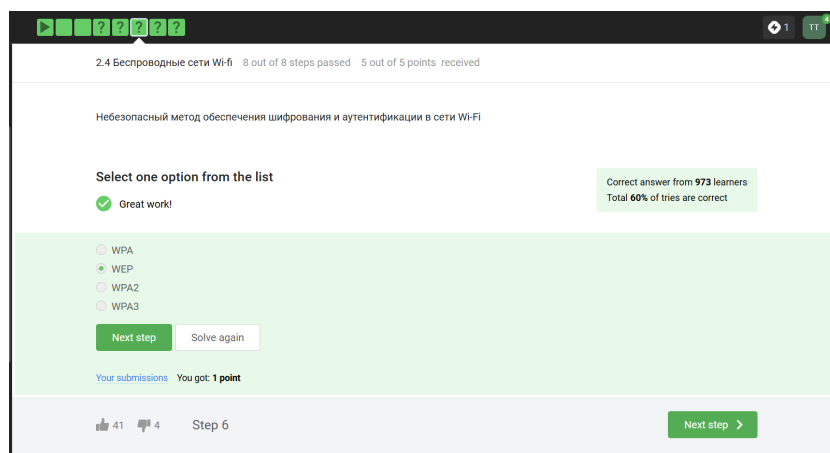 ? ? ? ? ?
1
TT
4
2.4 Беспроводные сети Wi-fi 8 out of 8 steps passed 5 out of 5 points received
Небезопасный метод обеспечения шифрования и аутентификации в сети Wi-Fi
Select one option from the list
Correct answer from 973 learners
Great work!
Total 60% of tries are correct
WPA
WEP
WPA2
WPA3
Next step Solve again
Your submissions You got: 1 point
41 4 Step 6 Next step